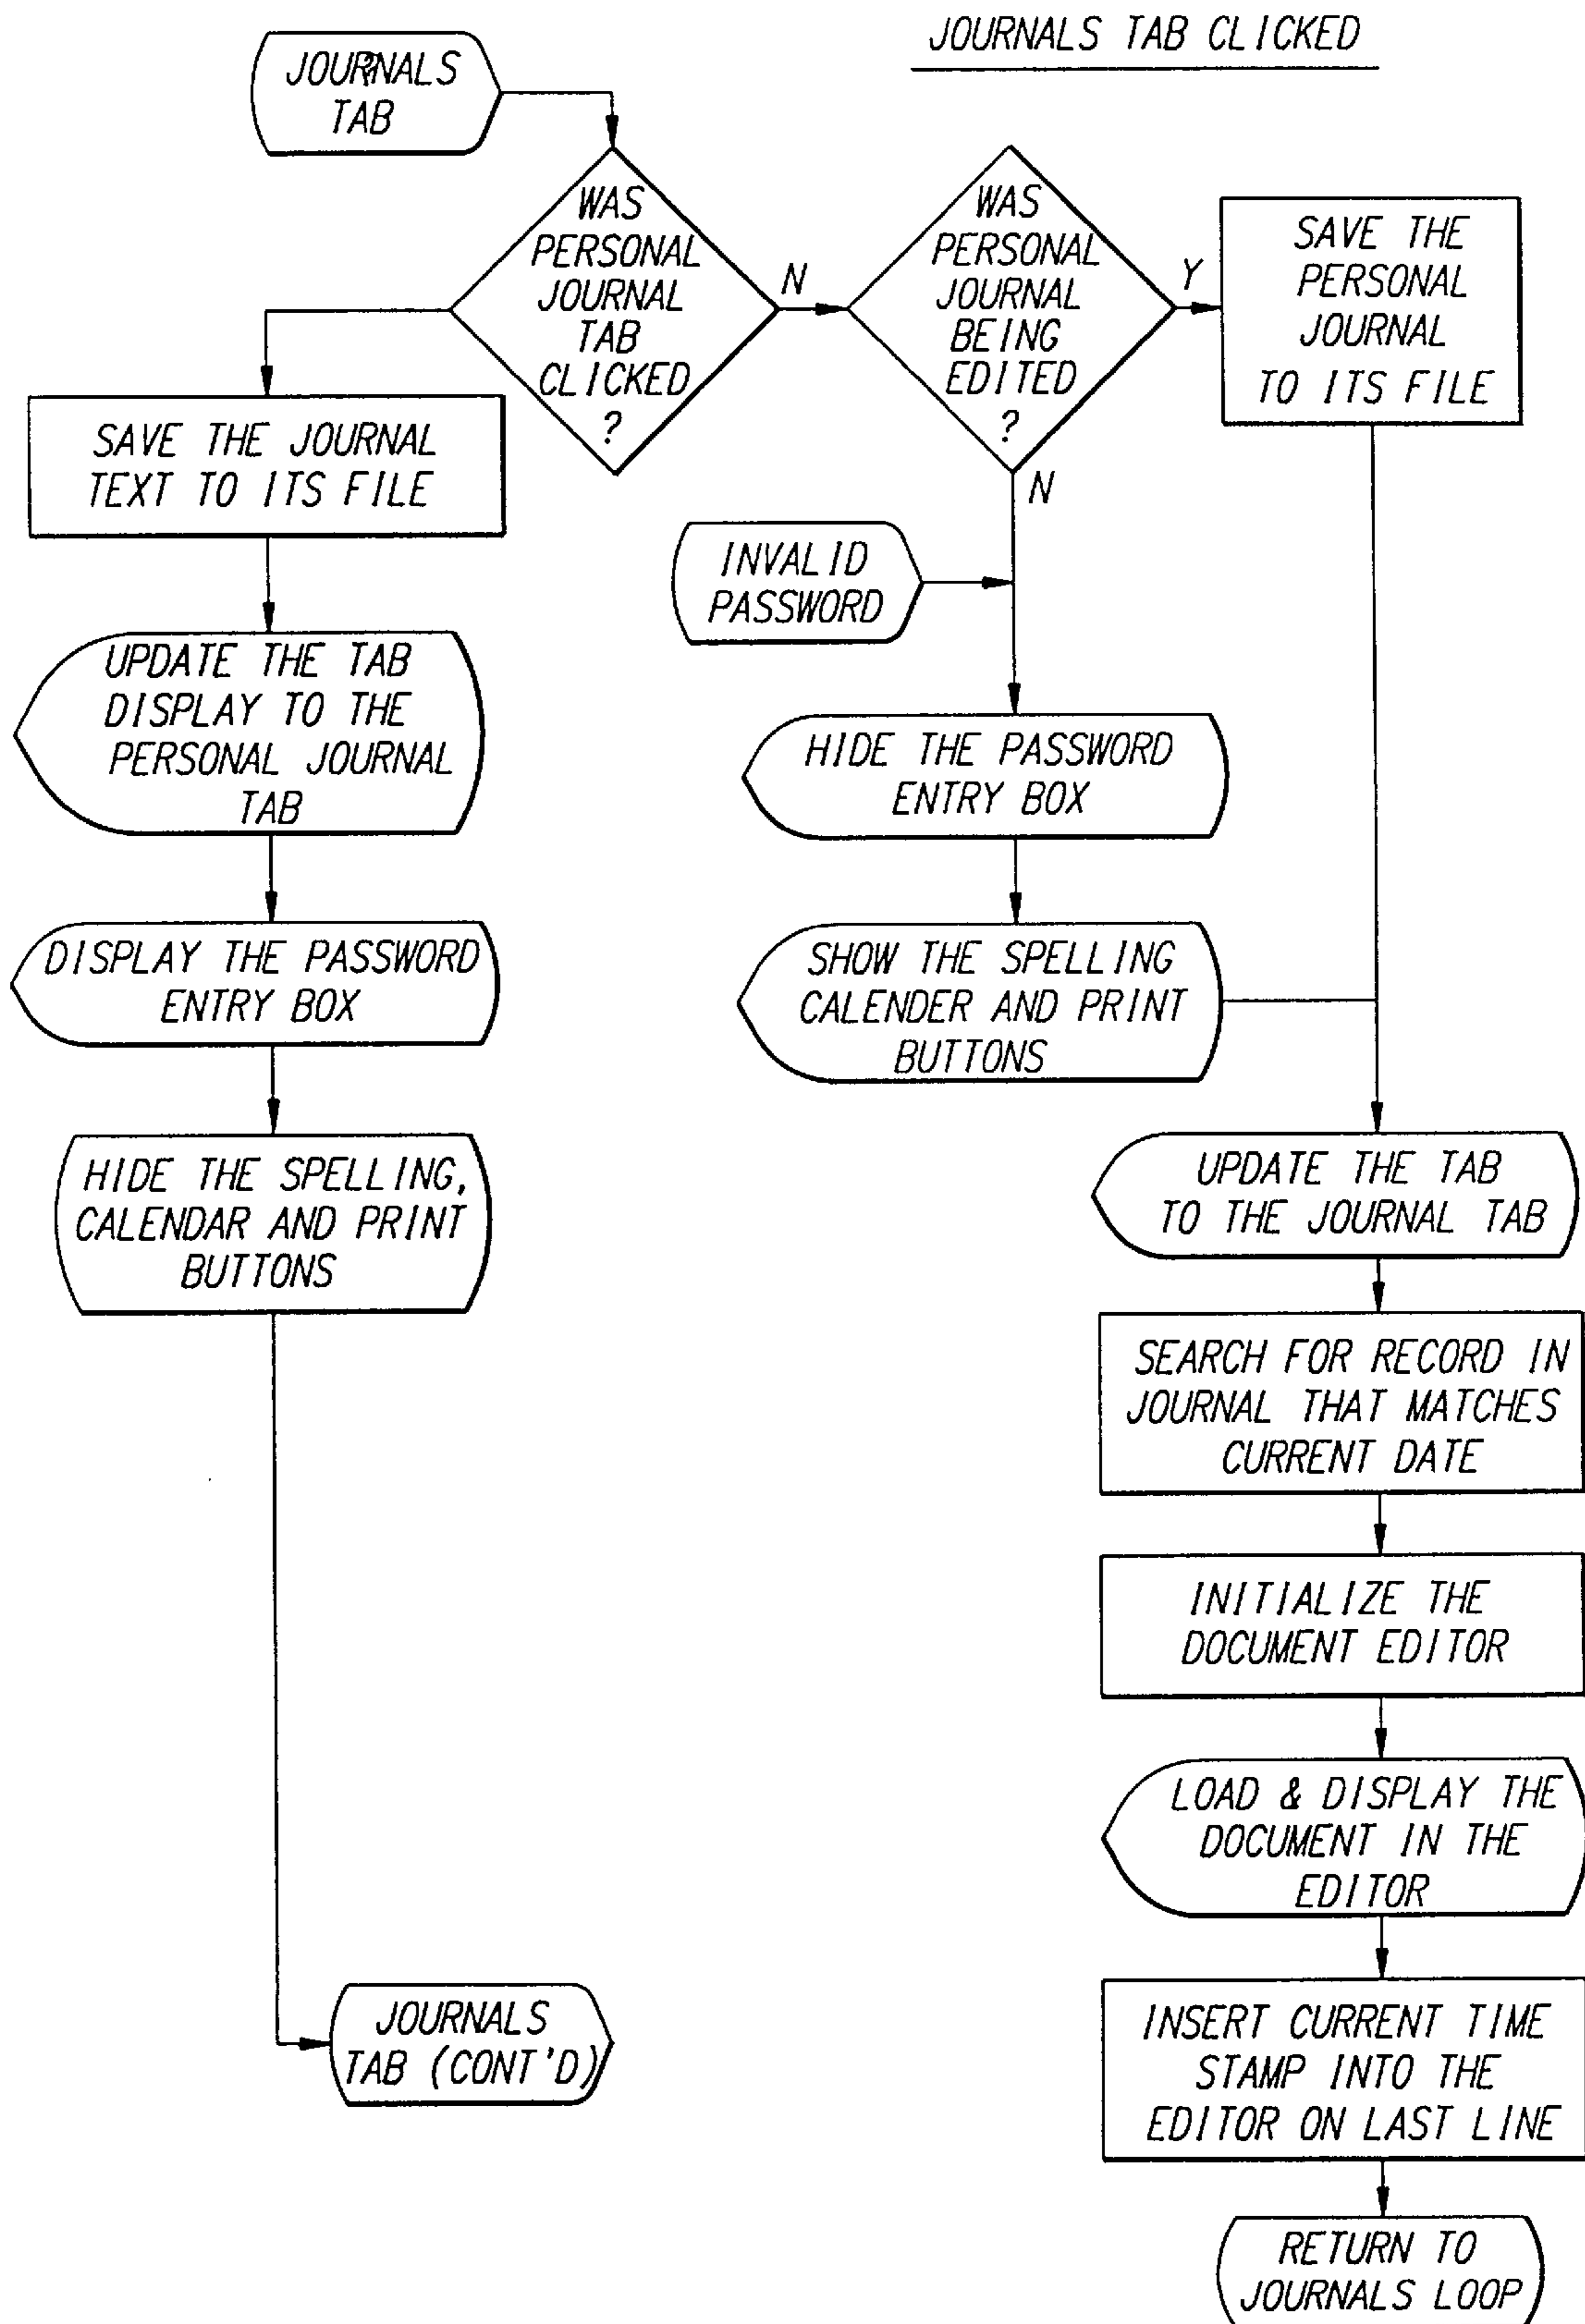 JOURNALS TAB CLICKED
JOURNALS
TAB
WAS
PERSONAL
JOURNAL
TAB
CLICKED
?
N
WAS
PERSONAL
JOURNAL
BEING
EDITED
?
Y
SAVE THE
PERSONAL
JOURNAL
TO ITS FILE
N
SAVE THE JOURNAL
TEXT TO ITS FILE
INVALID
PASSWORD
UPDATE THE TAB
DISPLAY TO THE
PERSONAL JOURNAL
TAB
HIDE THE PASSWORD
ENTRY BOX
DISPLAY THE PASSWORD
ENTRY BOX
SHOW THE SPELLING
CALENDER AND PRINT
BUTTONS
HIDE THE SPELLING,
CALENDAR AND PRINT
BUTTONS
UPDATE THE TAB
TO THE JOURNAL TAB
SEARCH FOR RECORD IN
JOURNAL THAT MATCHES
CURRENT DATE
INITIALIZE THE
DOCUMENT EDITOR
LOAD & DISPLAY THE
DOCUMENT IN THE
EDITOR
JOURNALS
TAB (CONT'D)
INSERT CURRENT TIME
STAMP INTO THE
EDITOR ON LAST LINE
RETURN TO
JOURNALS LOOP